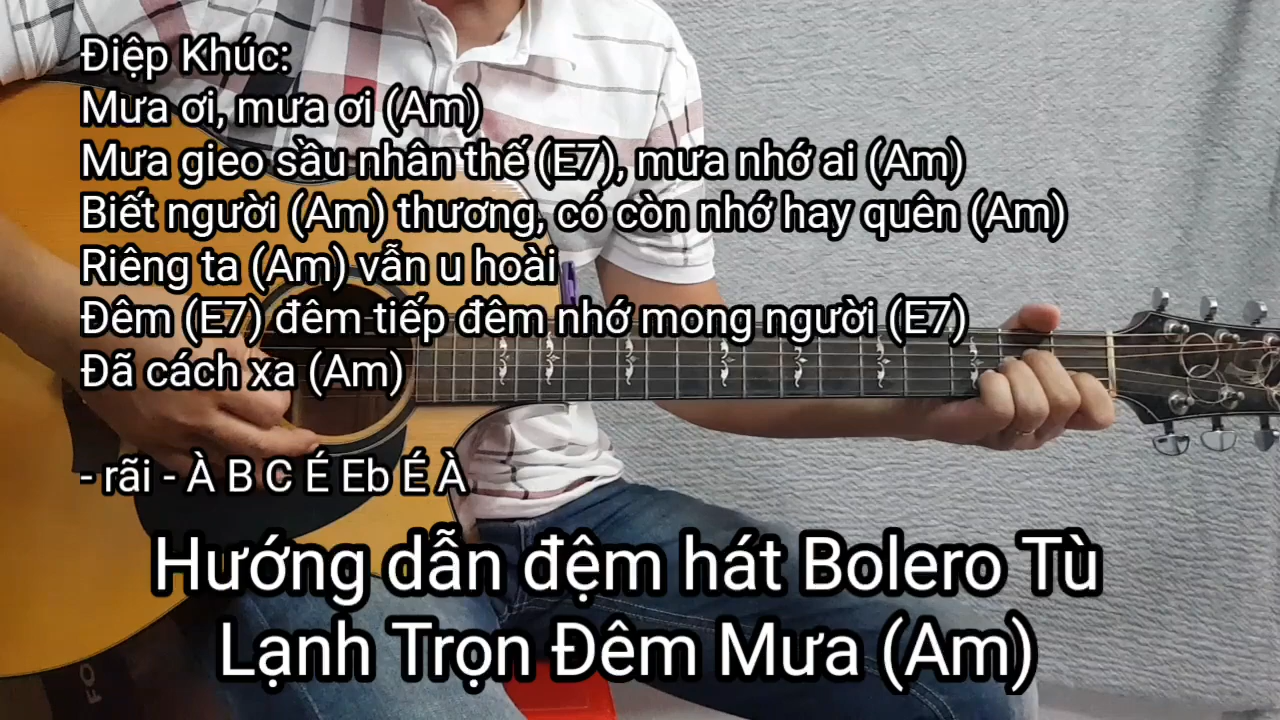 Điệp Khúc:
Mưa ơi, mưa ơi (Am)
Mưa gieo sầu nhân thế (E7), mưa nhớ ai (Am)
Biết người (Am) thương, có còn nhớ hay quên (Am)
Riêng ta (Am) vẫn u hoài
Đêm (E7) đêm tiếp đêm nhớ mong người (E7)
Đã cách xa (Am)
- rãi - À B C É Eb É À
Hướng dẫn đệm hát Bolero Tù
Lạnh Trọn Đêm Mưa (Am)
FO